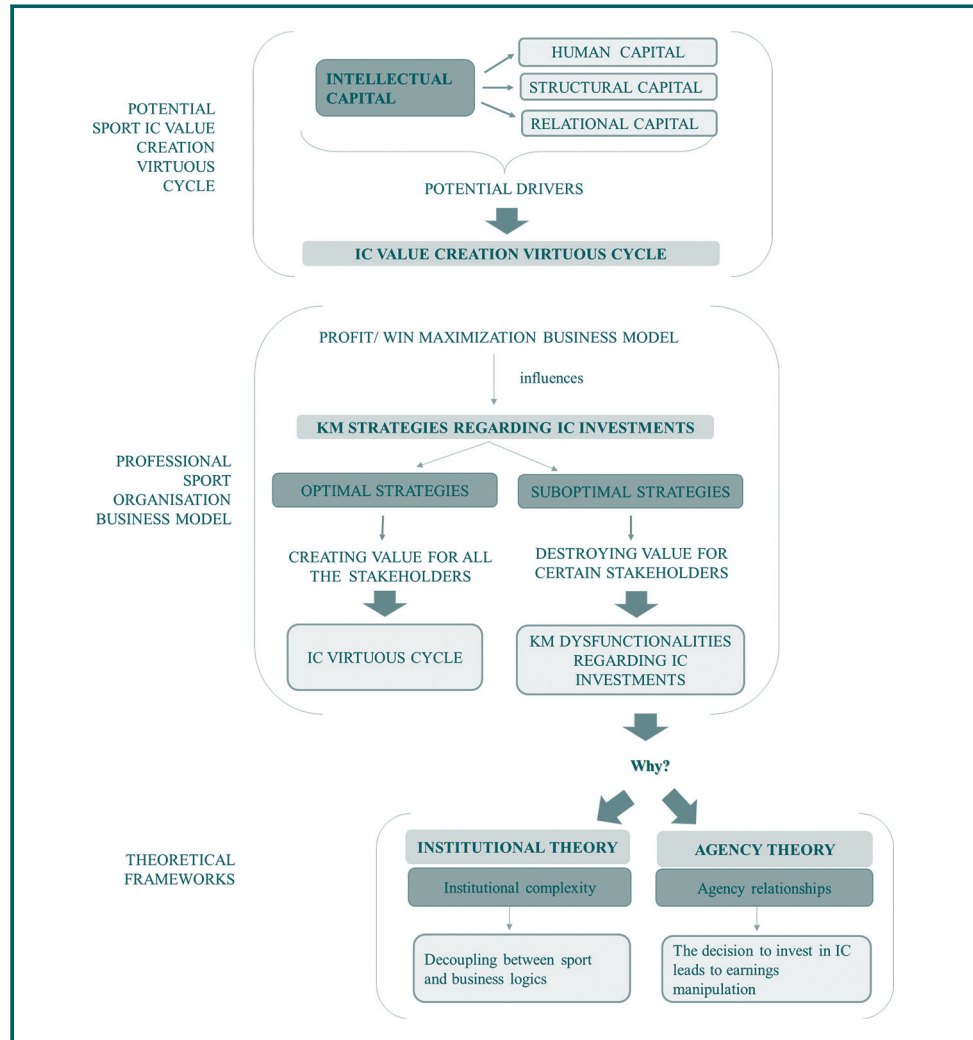 POTENTIAL
SPORT IC VALUE
CREATION
VIRTUOUS
CYCLE
INTELLECTUAL
CAPITAL
HUMAN CAPITAL
STRUCTURAL CAPITAL
RELATIONAL CAPITAL
POTENTIAL DRIVERS
IC VALUE CREATION VIRTUOUS CYCLE
PROFESSIONAL
SPORT
ORGANISATION
BUSINESS MODEL
PROFIT/ WIN MAXIMIZATION BUSINESS MODEL
influences
KM STRATEGIES REGARDING IC INVESTMENTS
OPTIMAL STRATEGIES
SUBOPTIMAL STRATEGIES
CREATING VALUE FOR ALL
THE STAKEHOLDERS
DESTROYING VALUE FOR
CERTAIN STAKEHOLDERS
IC VIRTUOUS CYCLE
KM DYSFUNCTIONALITIES
REGARDING IC
INVESTMENTS
Why?
THEORETICAL
FRAMEWORKS
INSTITUTIONAL THEORY
Institutional complexity
Decoupling between sport
and business logics
AGENCY THEORY
Agency relationships
The decision to invest in IC
leads to earnings
manipulation